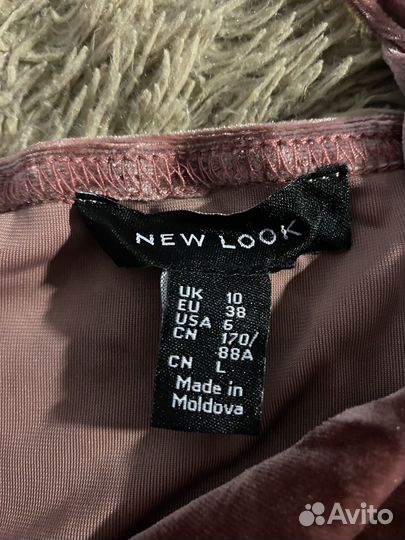 NEW LOOK
UK 10
EU 38
USA 6
CN 170/
88A
CN L
Made in
Moldova
Avito